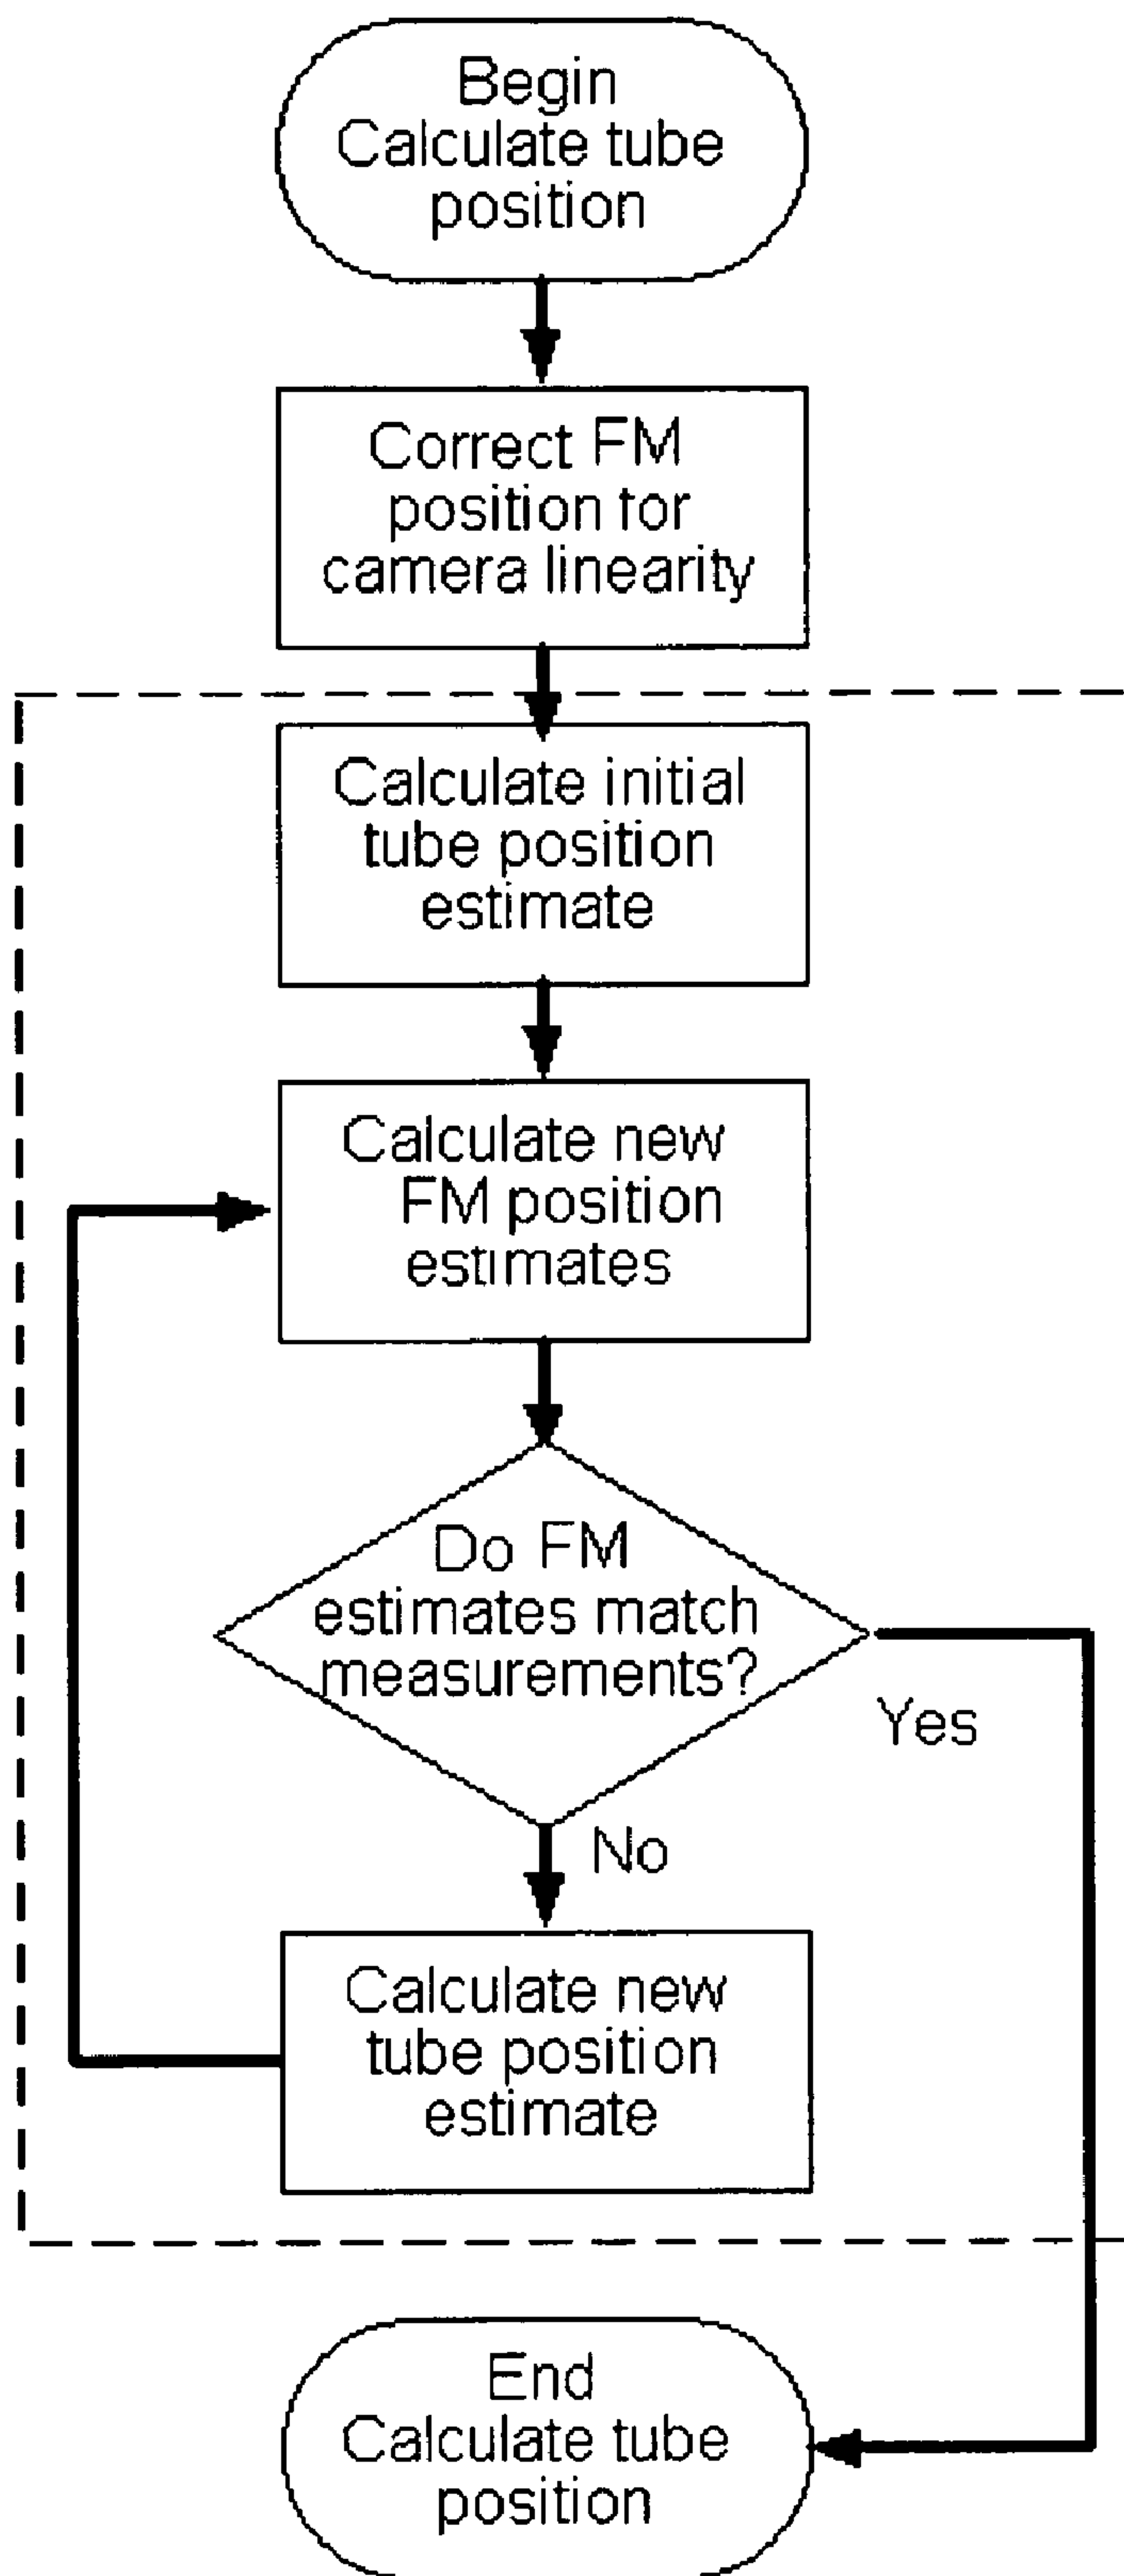 Begin
Calculate tube
position
Correct FM
position for
camera linearity
Calculate initial
tube position
estimate
Calculate new
FM position
estimates
Do FM
estimates match
measurements?
Yes
No
Calculate new
tube position
estimate
End
Calculate tube
position